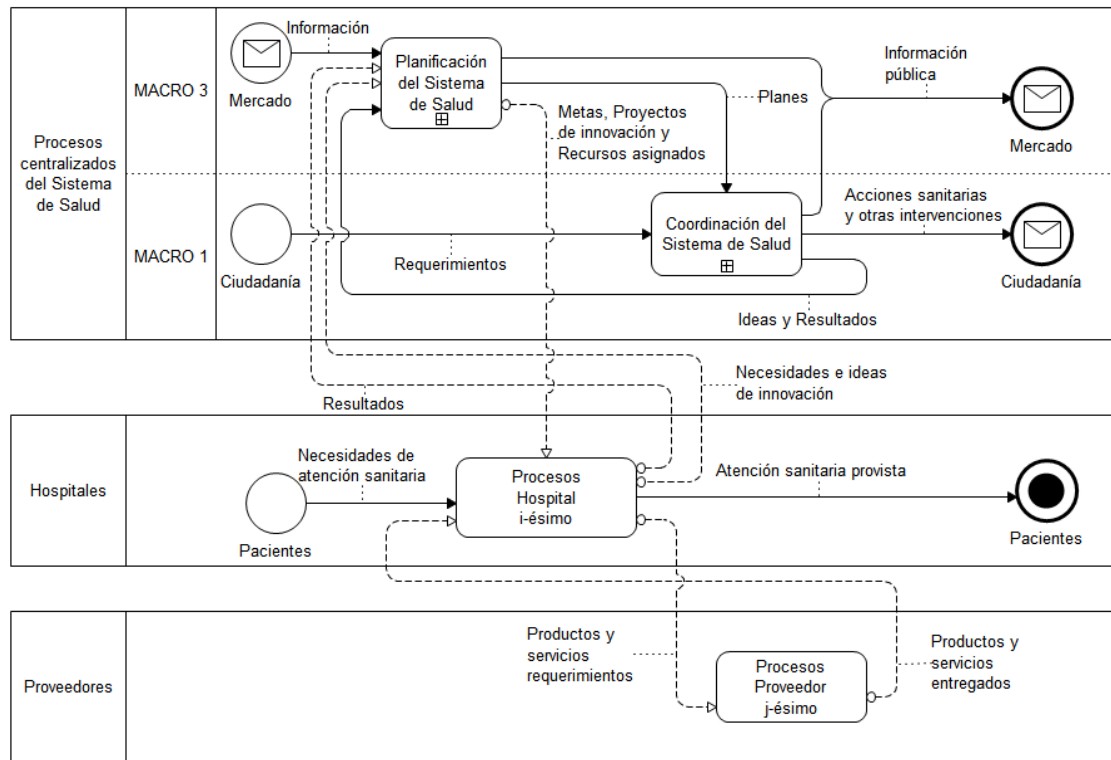 Procesos
centralizados
del Sistema
de Salud
MACRO 3
MACRO 1
Información
Mercado
Planificación
del Sistema
de Salud
Metas, Proyectos
de innovación y
Recursos asignados
Planes
Información
pública
Mercado
Ciudadanía
Requerimientos
Coordinación del
Sistema de Salud
Acciones sanitarias
y otras intervenciones
Ciudadanía
Ideas y Resultados
Resultados
Necesidades e ideas
de innovación
Hospitales
Necesidades de
atención sanitaria
Pacientes
Procesos
Hospital
i-ésimo
Atención sanitaria provista
Pacientes
Proveedores
Productos y
servicios
requerimientos
Procesos
Proveedor
j-ésimo
Productos y
servicios
entregados